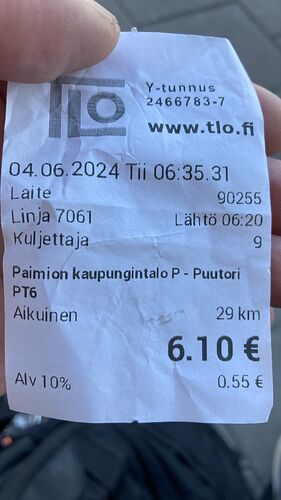 TLO
Y-tunnus
2466783-7
www.tlo.fi
04.06.2024 Tii 06:35.31
Laite 90255
Linja 7061 Lähtö 06:20
Kuljettaja 9
Paimion kaupungintalo P - Puutori
PT6
Aikuinen 29 km
6.10 €
Alv 10% 0.55 €